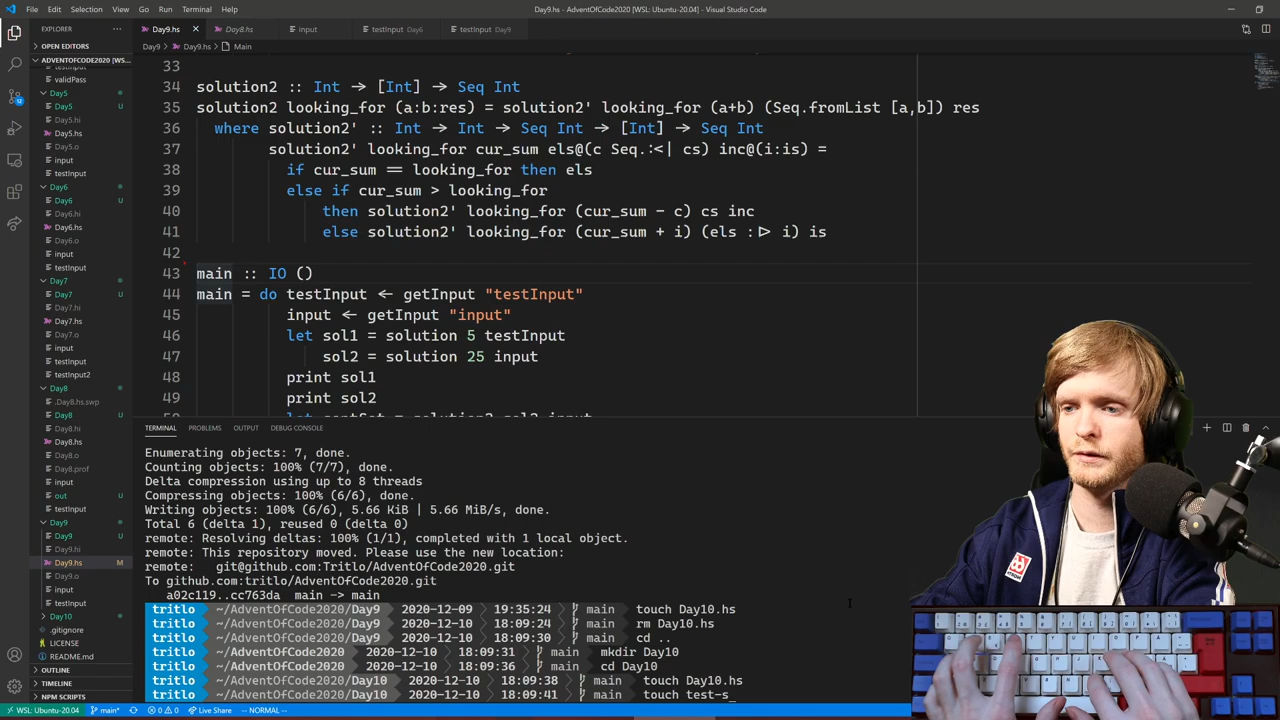 File Edit Selection View Go Run Terminal Help
Day9.hs - AdventOfCode2020 [WSL: Ubuntu-20.04] - Visual Studio Code
EXPLORER
Day9.hs Day8.hs input testInput Day6 testInput Day9
OPEN EDITORS
Day9 > Day9.hs > Main
ADVENTOFCODE2020 [WS...
testInput
validPass
Day5
Day5 U
Day5.hi
Day5.hs
Day5.o
input
testInput
Day6
Day6 U
Day6.hi
Day6.hs
Day6.o
input
testInput
Day7
Day7 U
Day7.hi
Day7.hs
Day7.o
input
testInput
testInput2
Day8
.Day8.hs.swp
Day8 U
Day8.hi
Day8.hs
Day8.o
Day8.prof
input
out U
testInput
Day9
Day9 U
Day9.hi
Day9.hs M
Day9.o
input
testInput
Day10
.gitignore
LICENSE
README.md
OUTLINE
TIMELINE
NPM SCRIPTS
33
34 solution2 :: Int → [Int] → Seq Int
35 solution2 looking_for (a:b:res) = solution2' looking_for (a+b) (Seq.fromList [a,b]) res
36 where solution2' :: Int → Int → Seq Int → [Int] → Seq Int
37 solution2' looking_for cur_sum els@(c Seq.:<| cs) inc@(i:is) =
38 if cur_sum == looking_for then els
39 else if cur_sum > looking_for
40 then solution2' looking_for (cur_sum - c) cs inc
41 else solution2' looking_for (cur_sum + i) (els :|> i) is
42
43 main :: IO ()
44 main = do testInput ← getInput "testInput"
45 input ← getInput "input"
46 let sol1 = solution 5 testInput
47 sol2 = solution 25 input
48 print sol1
49 print sol2
TERMINAL PROBLEMS OUTPUT DEBUG CONSOLE
Enumerating objects: 7, done.
Counting objects: 100% (7/7), done.
Delta compression using up to 8 threads
Compressing objects: 100% (6/6), done.
Writing objects: 100% (6/6), 5.66 KiB | 5.66 MiB/s, done.
Total 6 (delta 1), reused 0 (delta 0)
remote: Resolving deltas: 100% (1/1), completed with 1 local object.
remote: This repository moved. Please use the new location:
remote: git@github.com:Tritlo/AdventOfCode2020.git
To github.com:tritlo/AdventOfCode2020.git
a02c119..cc763da main -> main
tritlo ~/AdventOfCode2020/Day9 2020-12-09 19:35:24 main touch Day10.hs
tritlo ~/AdventOfCode2020/Day9 2020-12-10 18:09:24 main rm Day10.hs
tritlo ~/AdventOfCode2020/Day9 2020-12-10 18:09:30 main cd ..
tritlo ~/AdventOfCode2020 2020-12-10 18:09:31 main mkdir Day10
tritlo ~/AdventOfCode2020 2020-12-10 18:09:36 main cd Day10
tritlo ~/AdventOfCode2020/Day10 2020-12-10 18:09:38 main touch Day10.hs
tritlo ~/AdventOfCode2020/Day10 2020-12-10 18:09:41 main touch test-s_
WSL: Ubuntu-20.04 main* 0 0 Live Share -- NORMAL --